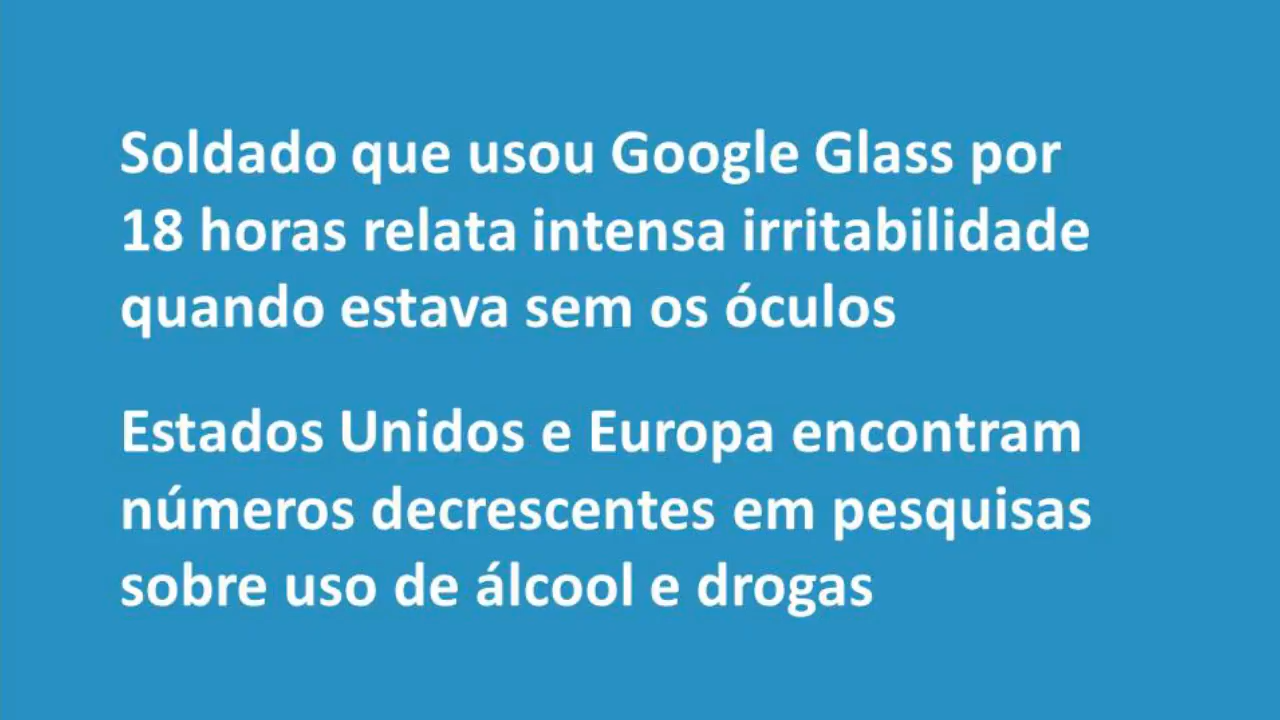 Soldado que usou Google Glass por
18 horas relata intensa irritabilidade
quando estava sem os óculos
Estados Unidos e Europa encontram
números decrescentes em pesquisas
sobre uso de álcool e drogas